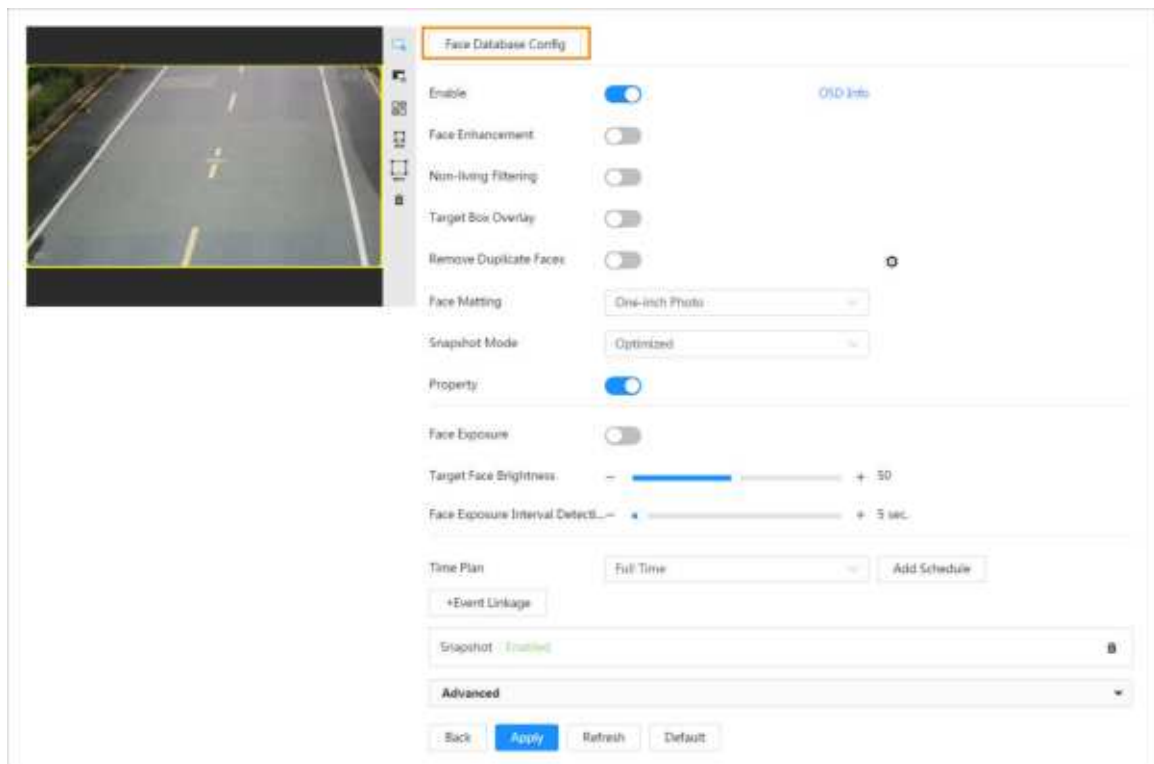 Face Database Config
Enable OSD Info
Face Enhancement
Non-living Filtering
Target Box Overlay
Remove Duplicate Faces
Face Matting One-inch Photo
Snapshot Mode Optimized
Property
Face Exposure
Target Face Brightness - + 50
Face Exposure Interval Detecti... - + 5 sec.
Time Plan Full Time Add Schedule
+Event Linkage
Snapshot Enabled
Advanced
Back Apply Refresh Default